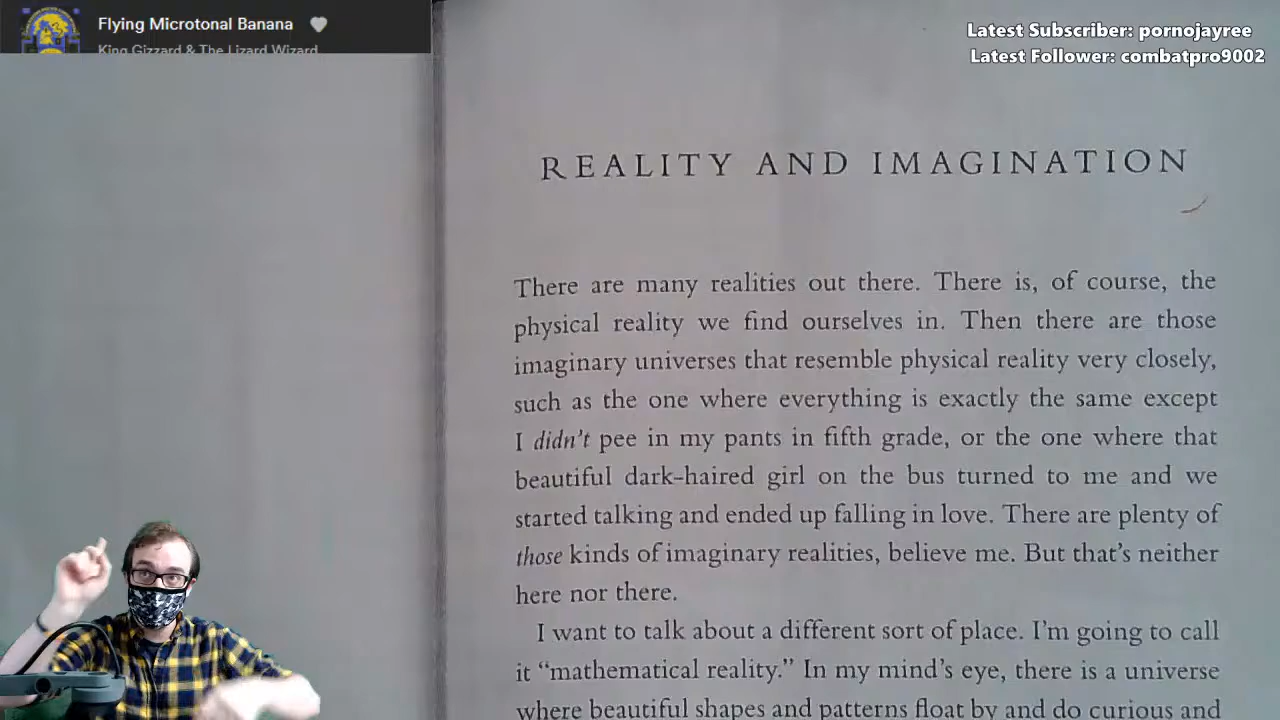 Flying Microtonal Banana
King Gizzard & The Lizard Wizard
Latest Subscriber: pornojayree
Latest Follower: combatpro9002
REALITY AND IMAGINATION
There are many realities out there. There is, of course, the
physical reality we find ourselves in. Then there are those
imaginary universes that resemble physical reality very closely,
such as the one where everything is exactly the same except
I didn't pee in my pants in fifth grade, or the one where that
beautiful dark-haired girl on the bus turned to me and we
started talking and ended up falling in love. There are plenty of
those kinds of imaginary realities, believe me. But that's neither
here nor there.
I want to talk about a different sort of place. I'm going to call
it “mathematical reality.” In my mind's eye, there is a universe
where beautiful shapes and patterns float by and do curious and